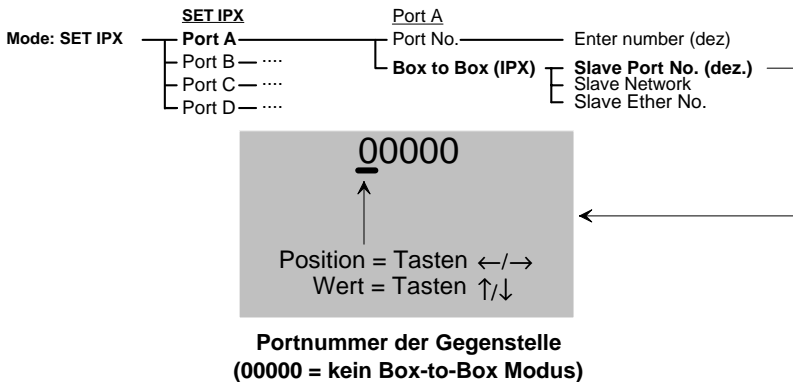 SET IPX Port A
Mode: SET IPX Port A Port No. Enter number (dez)
Port B ···· Box to Box (IPX) Slave Port No. (dez.)
Port C ···· Slave Network
Port D ···· Slave Ether No.
00000
Position = Tasten ←/→
Wert = Tasten ↑/↓
Portnummer der Gegenstelle
(00000 = kein Box-to-Box Modus)